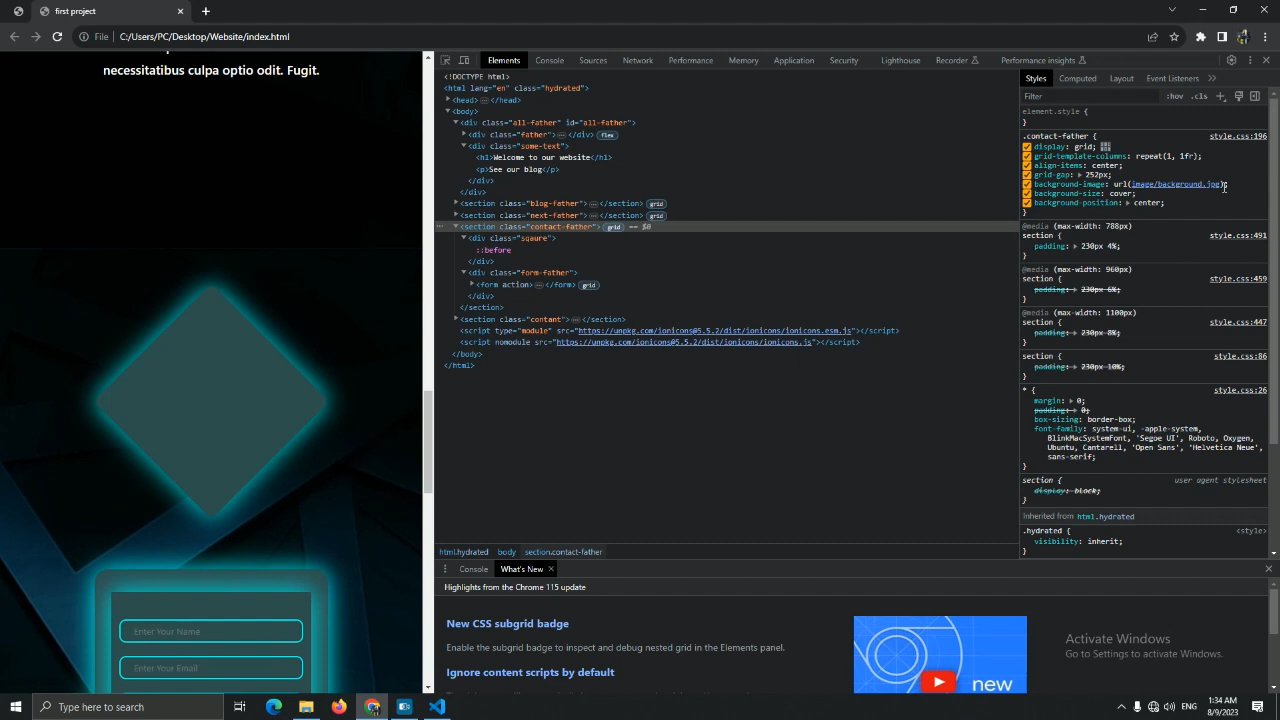 first project
File
C:/Users/PC/Desktop/Website/index.html
necessitatibus culpa optio odit. Fugit.
Enter Your Name
Enter Your Email
Elements Console Sources Network Performance Memory Application Security Lighthouse Recorder Performance insights
<!DOCTYPE html>
<html lang="en" class="hydrated">
<head> ⋯ </head>
<body>
<div class="all-father" id="all-father">
<div class="father"> ⋯ </div> flex
<div class="some-text">
<h1>Welcome to our website</h1>
<p>See our blog</p>
</div>
</div>
<section class="blog-father"> ⋯ </section> grid
<section class="next-father"> ⋯ </section> grid
<section class="contact-father"> grid == $0
<div class="sqaure">
::before
</div>
<div class="form-father">
<form action> ⋯ </form> grid
</div>
</section>
<section class="contant"> ⋯ </section>
<script type="module" src="https://unpkg.com/ionicons@5.5.2/dist/ionicons/ionicons.esm.js"></script>
<script nomodule src="https://unpkg.com/ionicons@5.5.2/dist/ionicons/ionicons.js"></script>
</body>
</html>
html.hydrated body section.contact-father
Styles Computed Layout Event Listeners
Filter :hov .cls
element.style {
}
.contact-father { style.css:196
display: grid;
grid-template-columns: repeat(1, 1fr);
align-items: center;
grid-gap: 252px;
background-image: url(image/background.jpg);
background-size: cover;
background-position: center;
}
@media (max-width: 788px)
section { style.css:491
padding: 230px 4%;
}
@media (max-width: 960px)
section { style.css:459
padding: 230px 6%;
}
@media (max-width: 1100px)
section { style.css:447
padding: 230px 8%;
}
section { style.css:86
padding: 230px 10%;
}
* { style.css:26
margin: 0;
padding: 0;
box-sizing: border-box;
font-family: system-ui, -apple-system,
BlinkMacSystemFont, 'Segoe UI', Roboto, Oxygen,
Ubuntu, Cantarell, 'Open Sans', 'Helvetica Neue',
sans-serif;
}
section { user agent stylesheet
display: block;
}
Inherited from html.hydrated
.hydrated { <style>
visibility: inherit;
}
Console What's New
Highlights from the Chrome 115 update
New CSS subgrid badge
Enable the subgrid badge to inspect and debug nested grid in the Elements panel.
Ignore content scripts by default
new
Activate Windows
Go to Settings to activate Windows.
Type here to search
ENG
1:34 AM
8/9/2023